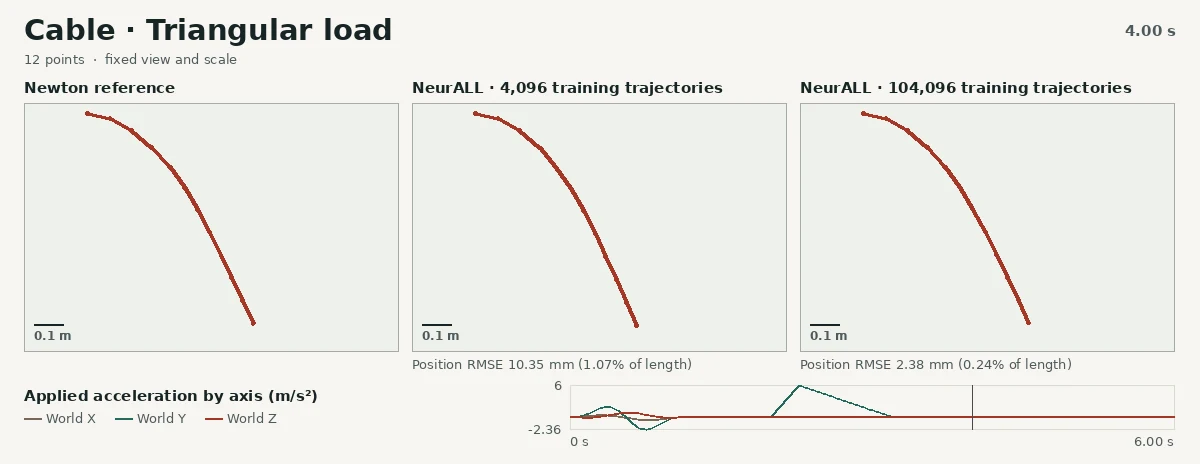 Cable · Triangular load
4.00 s
12 points · fixed view and scale
Newton reference
NeurALL · 4,096 training trajectories
NeurALL · 104,096 training trajectories
0.1 m
0.1 m
0.1 m
Position RMSE 10.35 mm (1.07% of length)
Position RMSE 2.38 mm (0.24% of length)
Applied acceleration by axis (m/s²)
World X
World Y
World Z
6
-2.36
0 s
6.00 s